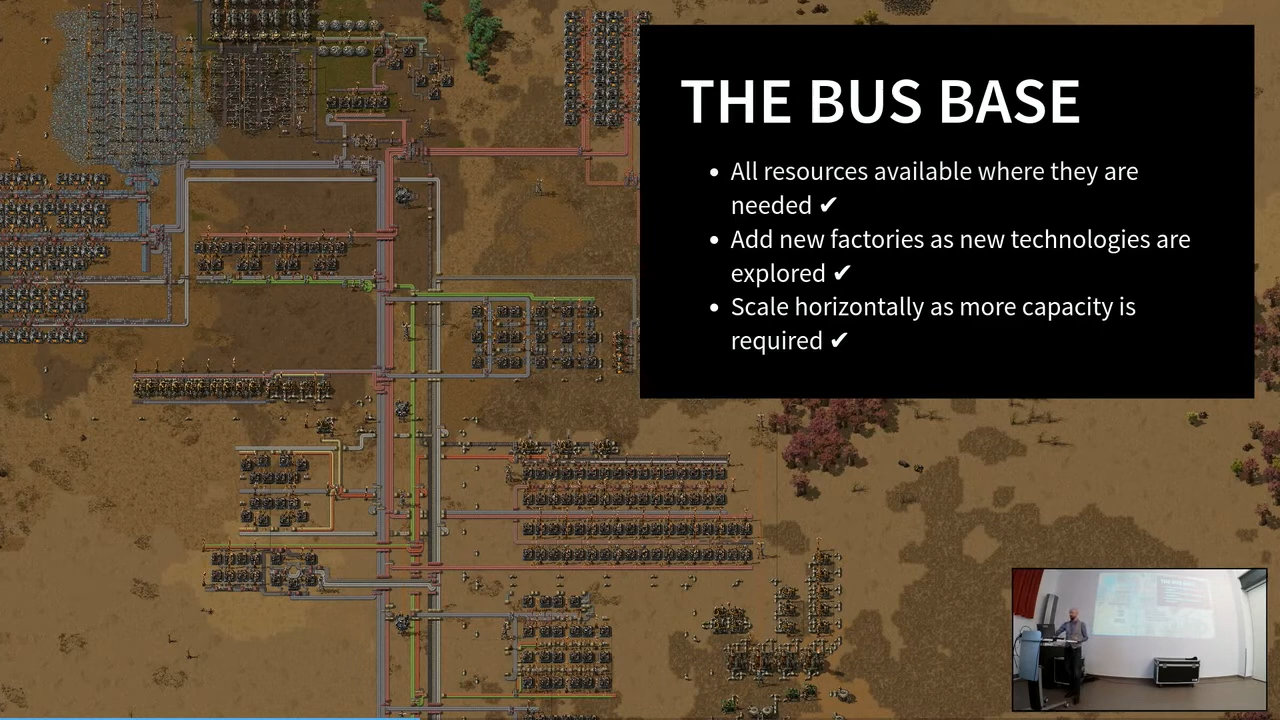 THE BUS BASE
• All resources available where they are
needed ✔
• Add new factories as new technologies are
explored ✔
• Scale horizontally as more capacity is
required ✔